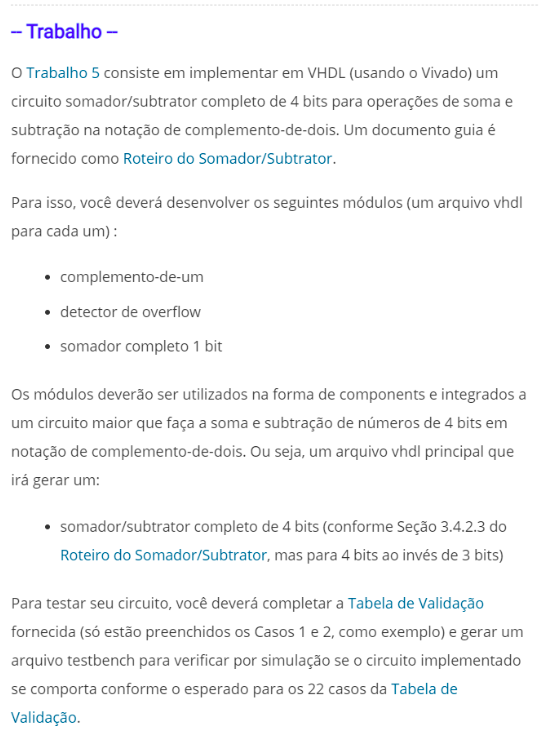 -- Trabalho --
O Trabalho 5 consiste em implementar em VHDL (usando o Vivado) um
circuito somador/subtrator completo de 4 bits para operações de soma e
subtração na notação de complemento-de-dois. Um documento guia é
fornecido como Roteiro do Somador/Subtrator.
Para isso, você deverá desenvolver os seguintes módulos (um arquivo vhdl
para cada um) :
• complemento-de-um
• detector de overflow
• somador completo 1 bit
Os módulos deverão ser utilizados na forma de components e integrados a
um circuito maior que faça a soma e subtração de números de 4 bits em
notação de complemento-de-dois. Ou seja, um arquivo vhdl principal que
irá gerar um:
• somador/subtrator completo de 4 bits (conforme Seção 3.4.2.3 do
Roteiro do Somador/Subtrator, mas para 4 bits ao invés de 3 bits)
Para testar seu circuito, você deverá completar a Tabela de Validação
fornecida (só estão preenchidos os Casos 1 e 2, como exemplo) e gerar um
arquivo testbench para verificar por simulação se o circuito implementado
se comporta conforme o esperado para os 22 casos da Tabela de
Validação.